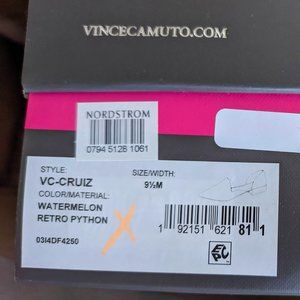 VINCECAMUTO.COM
NORDSTROM
0794 5128 1061
STYLE:
VC-CRUIZ
SIZE/WIDTH:
9½M
COLOR/MATERIAL:
WATERMELON
RETRO PYTHON
03I4DF4250
1 92151 621 81 1